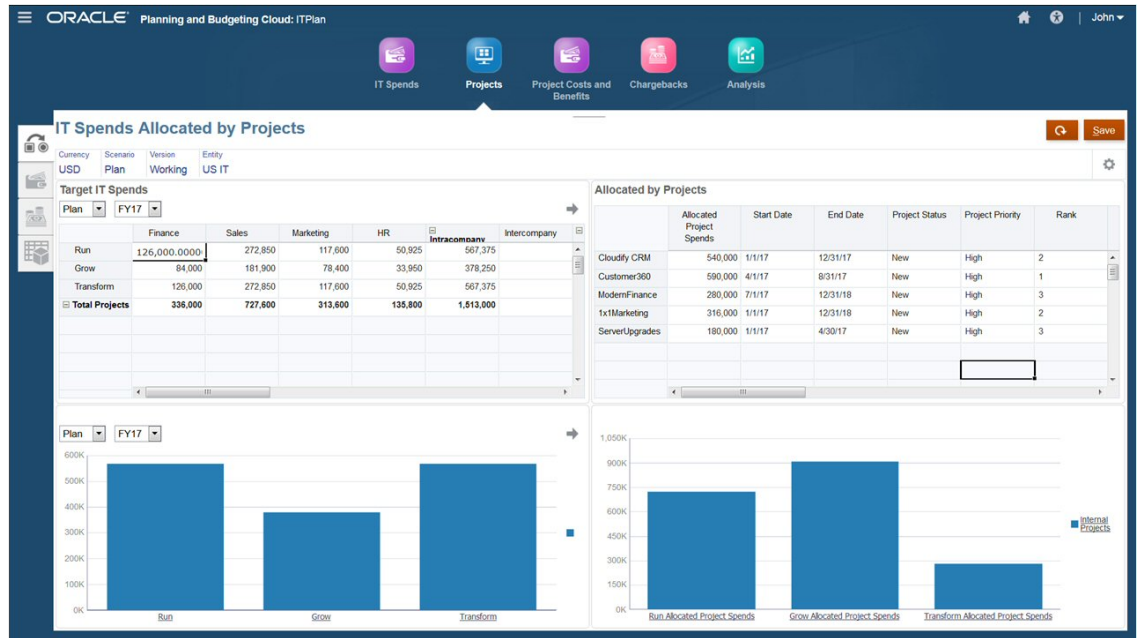 ORACLE Planning and Budgeting Cloud: ITPlan John
IT Spends Projects Project Costs and Benefits Chargebacks Analysis
IT Spends Allocated by Projects Save
Currency Scenario Version Entity
USD Plan Working US IT
Target IT Spends
Plan FY17
Finance Sales Marketing HR Intracompany Intercompany
Run 126,000.0000 272,850 117,600 50,925 567,375
Grow 84,000 181,900 78,400 33,950 378,250
Transform 126,000 272,850 117,600 50,925 567,375
Total Projects 336,000 727,600 313,600 135,800 1,513,000
Allocated by Projects
Allocated Project Spends Start Date End Date Project Status Project Priority Rank
Cloudify CRM 540,000 1/1/17 12/31/17 New High 2
Customer360 590,000 4/1/17 8/31/17 New High 1
ModernFinance 280,000 7/1/17 12/31/18 New High 3
1x1Marketing 316,000 1/1/17 12/31/18 New High 2
ServerUpgrades 180,000 1/1/17 4/30/17 New High 3
Plan FY17
600K
500K
400K
300K
200K
100K
0K
Run Grow Transform
1,050K
900K
750K
600K
450K
300K
150K
0K
Run Allocated Project Spends Grow Allocated Project Spends Transform Allocated Project Spends
Internal
Projects